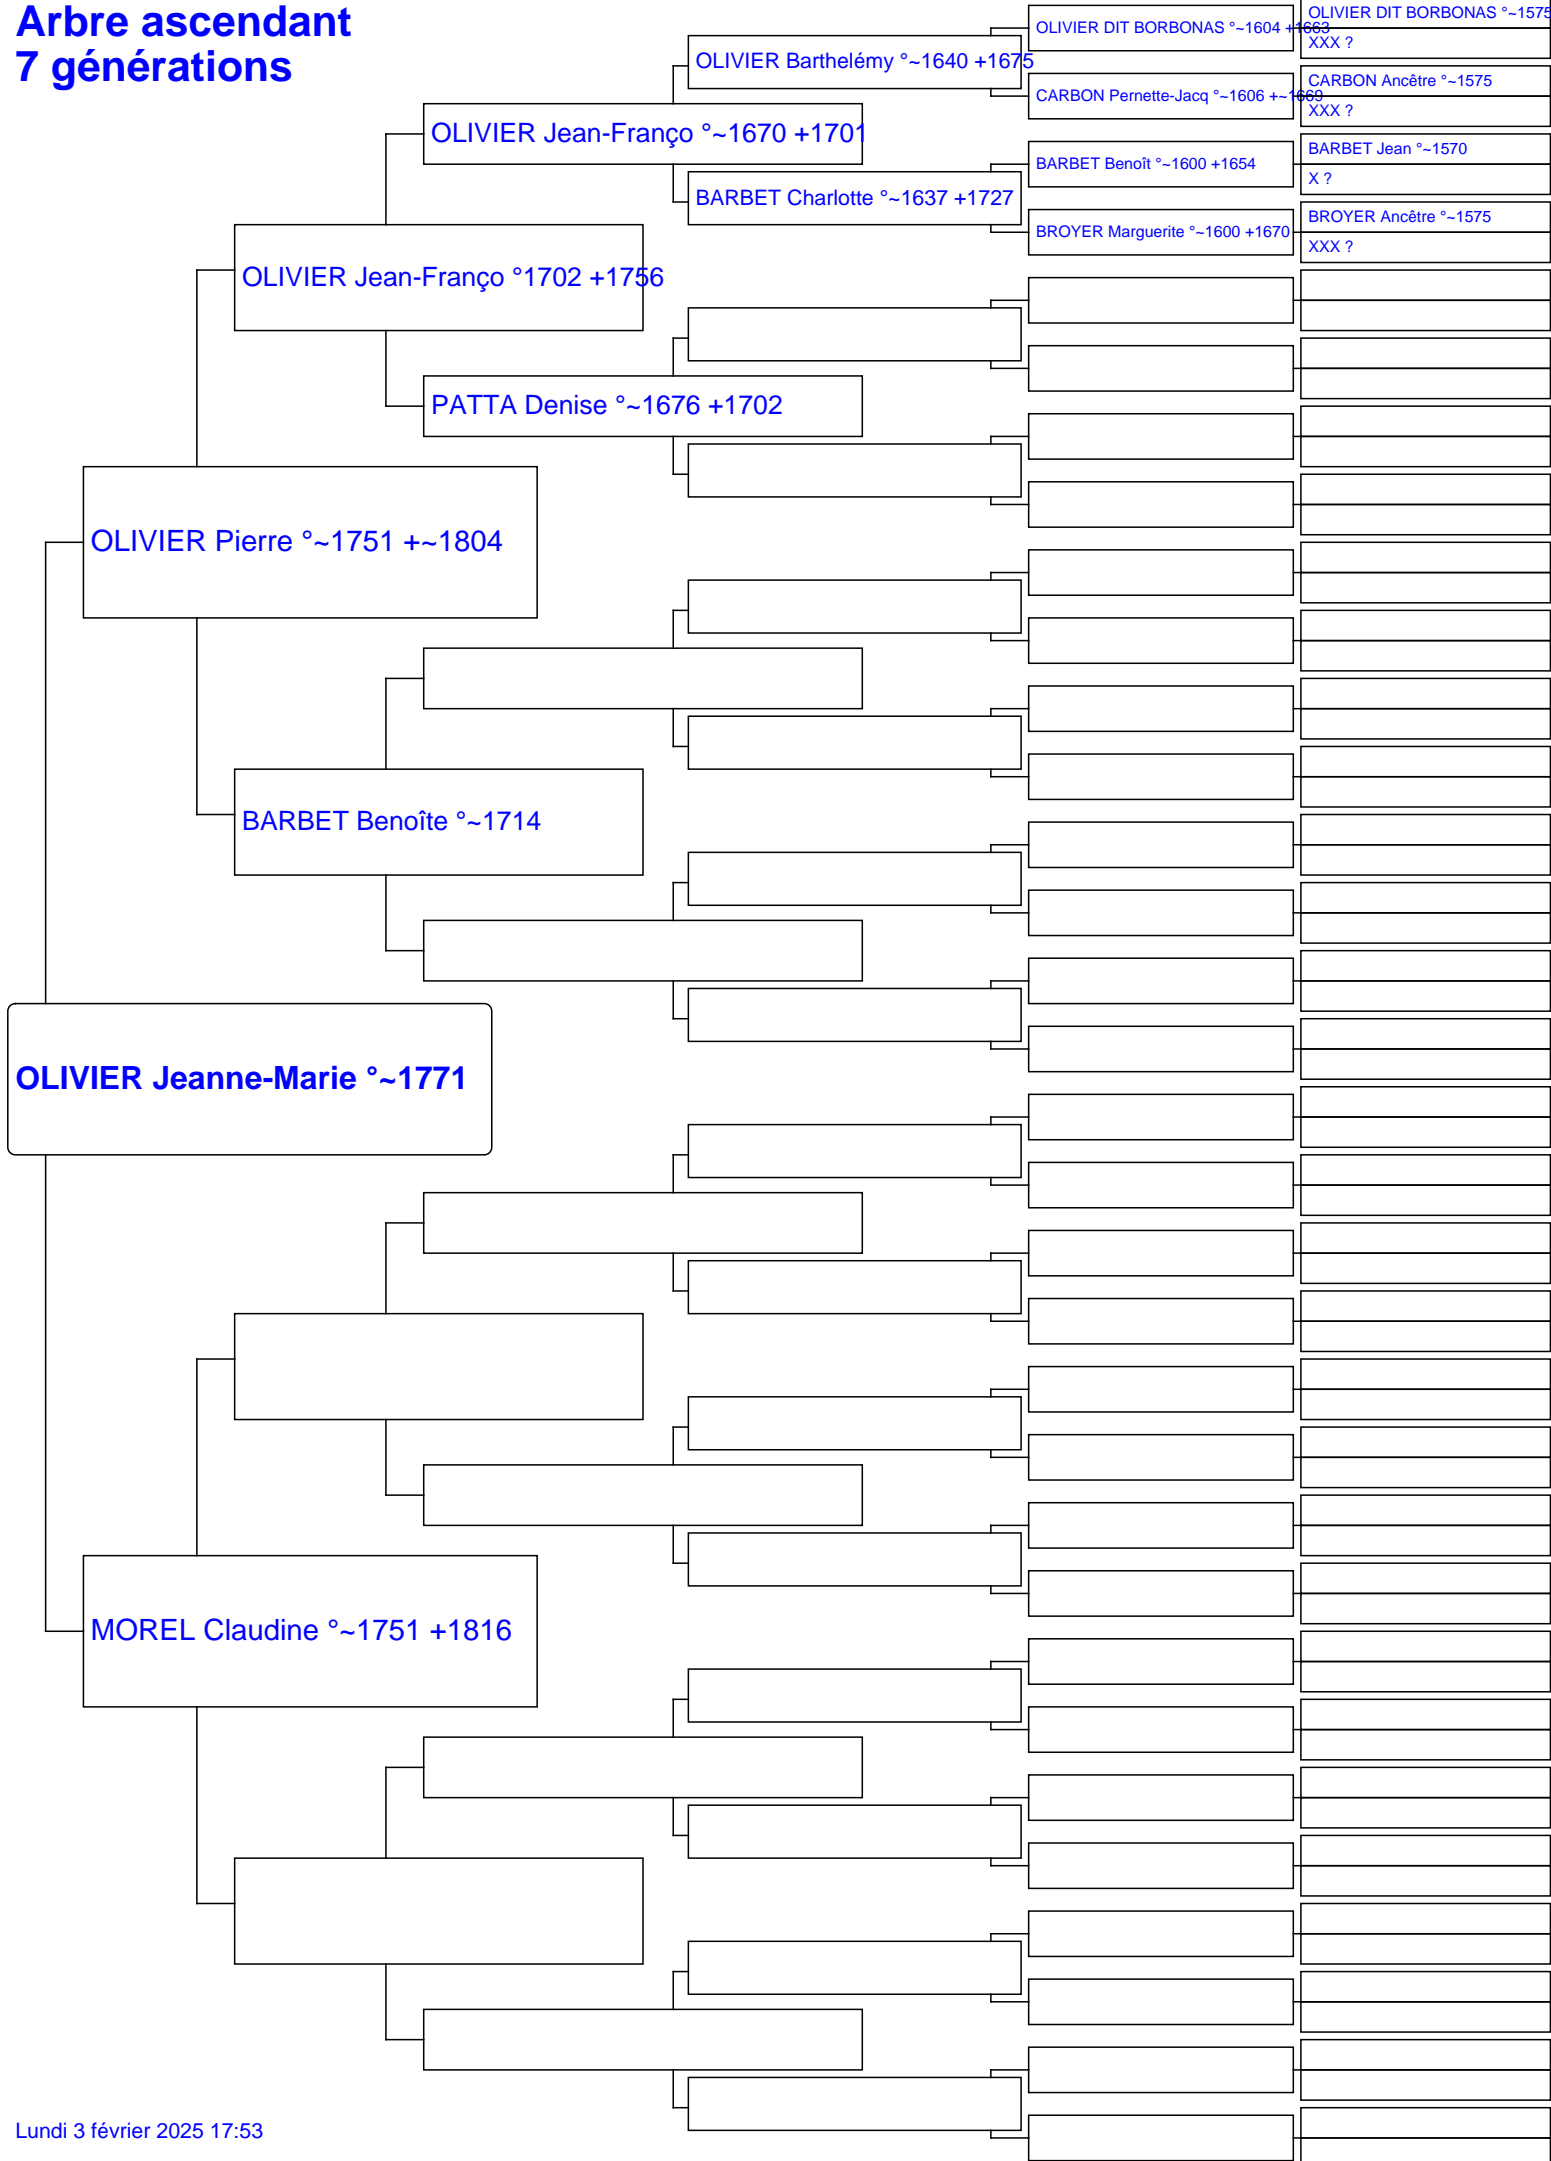 Arbre ascendant
7 générations
OLIVIER DIT BORBONAS °~1575
OLIVIER DIT BORBONAS °~1604 +1663
XXX ?
OLIVIER Barthelémy °~1640 +1675
CARBON Ancêtre °~1575
CARBON Pernette-Jacq °~1606 +~1669
XXX ?
OLIVIER Jean-Franço °~1670 +1701
BARBET Jean °~1570
BARBET Benoît °~1600 +1654
X ?
BARBET Charlotte °~1637 +1727
BROYER Ancêtre °~1575
BROYER Marguerite °~1600 +1670
XXX ?
OLIVIER Jean-Franço °1702 +1756
PATTA Denise °~1676 +1702
OLIVIER Pierre °~1751 +~1804
BARBET Benoîte °~1714
OLIVIER Jeanne-Marie °~1771
MOREL Claudine °~1751 +1816
Lundi 3 février 2025 17:53